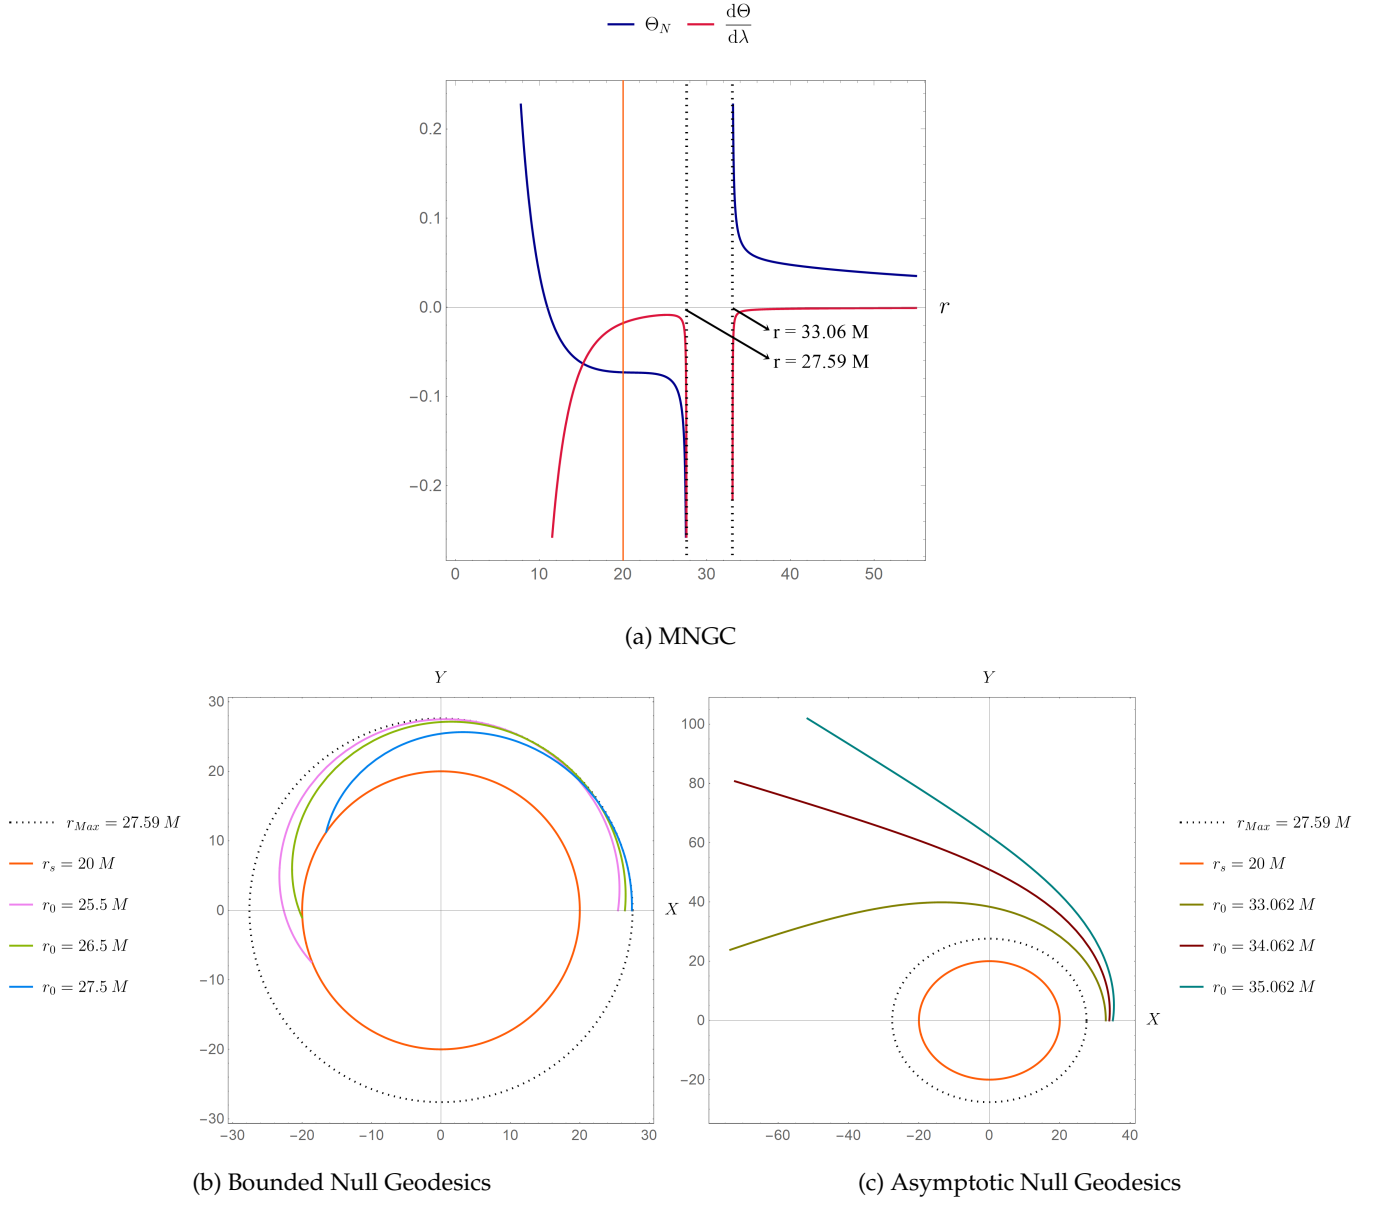 Θ_N dΘ/dλ
0.2
0.1
0.0
r
r = 33.06 M
r = 27.59 M
−0.1
−0.2
0 10 20 30 40 50
(a) MNGC
Y
30
20
10
0
−10
−20
−30
X
−30 −20 −10 0 10 20 30
r_Max = 27.59 M
r_s = 20 M
r_0 = 25.5 M
r_0 = 26.5 M
r_0 = 27.5 M
(b) Bounded Null Geodesics
Y
100
80
60
40
20
0
−20
X
−60 −40 −20 0 20 40
r_Max = 27.59 M
r_s = 20 M
r_0 = 33.062 M
r_0 = 34.062 M
r_0 = 35.062 M
(c) Asymptotic Null Geodesics